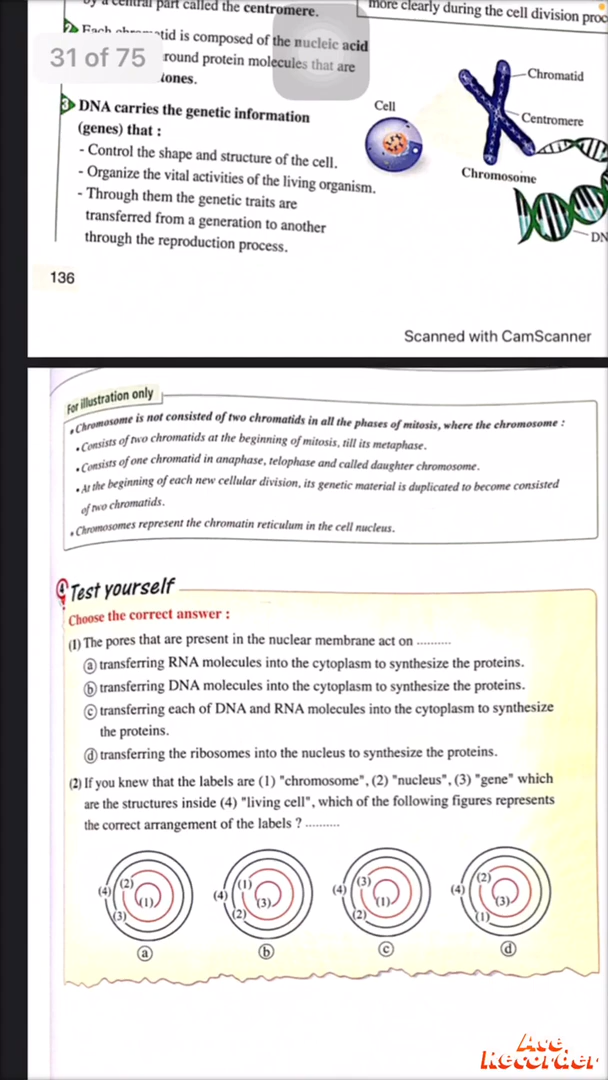 by a central part called the centromere.
more clearly during the cell division proc
2 Each chromatid is composed of the nucleic acid
31 of 75
round protein molecules that are
tones.
3 DNA carries the genetic information
(genes) that :
- Control the shape and structure of the cell.
- Organize the vital activities of the living organism.
- Through them the genetic traits are
transferred from a generation to another
through the reproduction process.
Cell
Chromatid
Centromere
Chromosome
DN
136
Scanned with CamScanner
For illustration only
• Chromosome is not consisted of two chromatids in all the phases of mitosis, where the chromosome :
• Consists of two chromatids at the beginning of mitosis, till its metaphase.
• Consists of one chromatid in anaphase, telophase and called daughter chromosome.
• At the beginning of each new cellular division, its genetic material is duplicated to become consisted
of two chromatids.
• Chromosomes represent the chromatin reticulum in the cell nucleus.
4 Test yourself
Choose the correct answer :
(1) The pores that are present in the nuclear membrane act on ..........
ⓐ transferring RNA molecules into the cytoplasm to synthesize the proteins.
ⓑ transferring DNA molecules into the cytoplasm to synthesize the proteins.
ⓒ transferring each of DNA and RNA molecules into the cytoplasm to synthesize
the proteins.
ⓓ transferring the ribosomes into the nucleus to synthesize the proteins.
(2) If you knew that the labels are (1) "chromosome", (2) "nucleus", (3) "gene" which
are the structures inside (4) "living cell", which of the following figures represents
the correct arrangement of the labels ? ..........
(4) (2) (1) (3)
(4) (1) (3) (2)
(4) (3) (1) (2)
(4) (2) (3) (1)
ⓐ ⓑ ⓒ ⓓ
Ace
Recorder